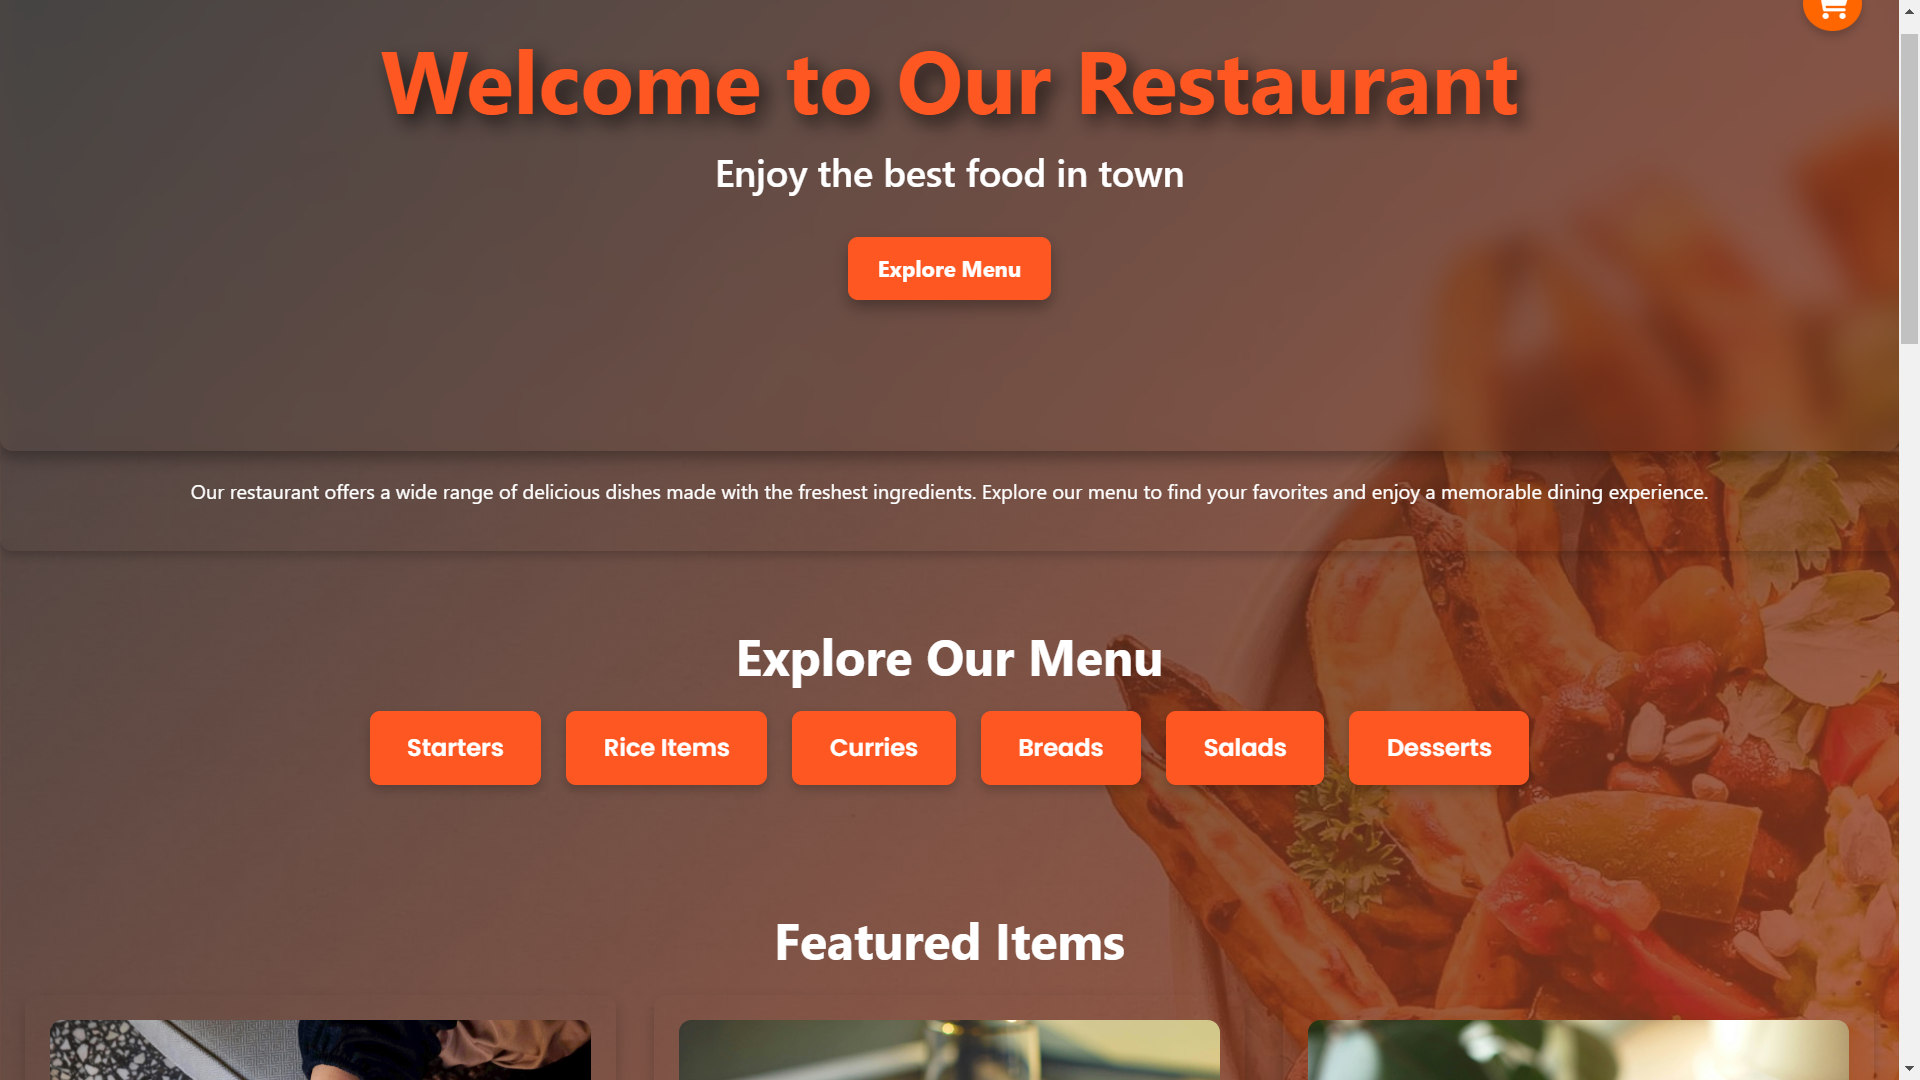 Welcome to Our Restaurant
Enjoy the best food in town
Explore Menu
Our restaurant offers a wide range of delicious dishes made with the freshest ingredients. Explore our menu to find your favorites and enjoy a memorable dining experience.
Explore Our Menu
Starters Rice Items Curries Breads Salads Desserts
Featured Items